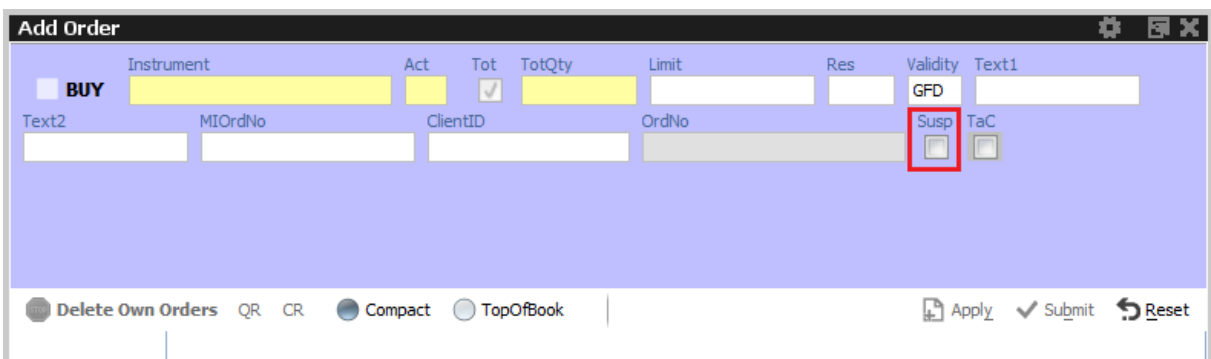 Add Order
Instrument Act Tot TotQty Limit Res Validity Text1
BUY GFD
Text2 MIOrdNo ClientID OrdNo Susp TaC
STOP Delete Own Orders QR CR Compact TopOfBook Apply Submit Reset